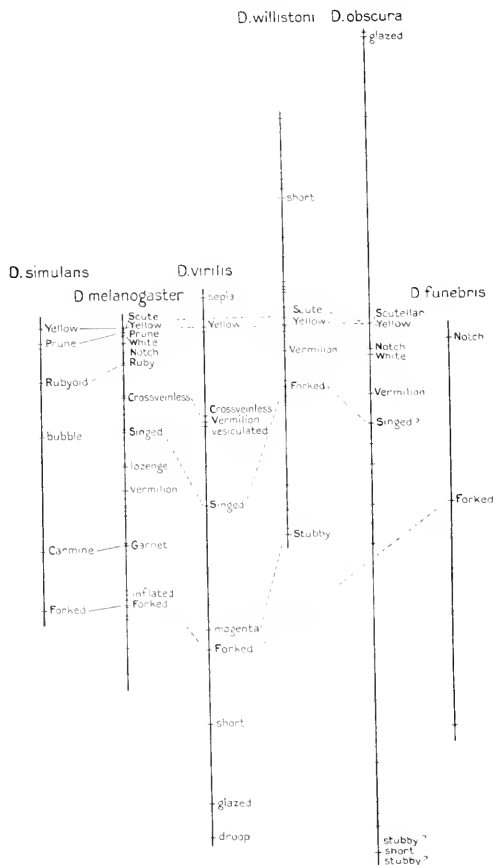 D. willistoni
D. obscura
D. simulans
D melanogaster
D. virilis
D funebris
Yellow
Prune
Rubyoid
bubble
Carmine
Forked
Scute
Yellow
Prune
White
Notch
Ruby
Crossveinless
Singed
lozenge
Vermilion
Garnet
inflated
Forked
sepia
Yellow
Crossveinless
Vermilion
vesiculated
Singed
magenta
Forked
short
glazed
droop
short
Scute
Yellow
Vermilion
Forked
Stubby
glazed
Scutellar
Yellow
Notch
White
Vermilion
Singed?
stubby?
short
stubby?
Notch
Forked